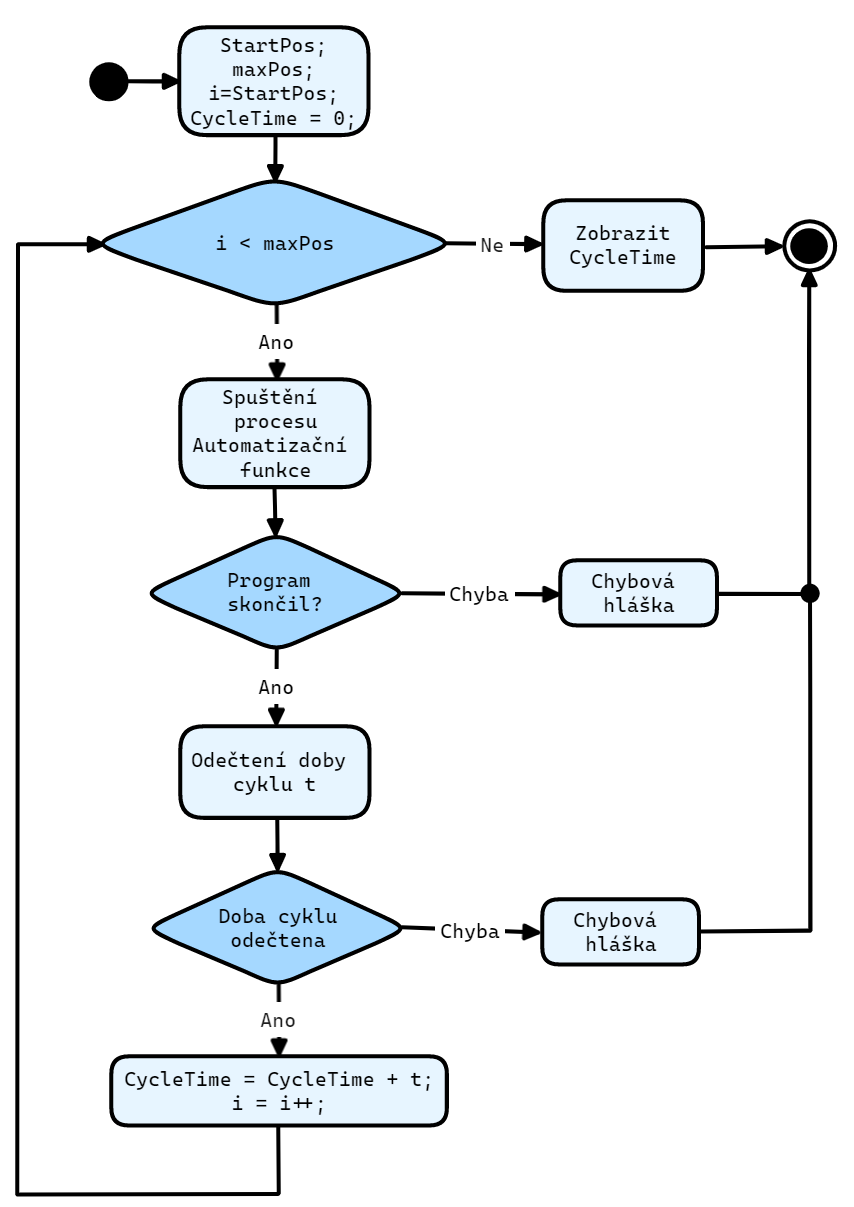 StartPos;
maxPos;
i=StartPos;
CycleTime = 0;
i < maxPos
Ne
Zobrazit
CycleTime
Ano
Spuštění
procesu
Automatizační
funkce
Program
skončil?
Chyba
Chybová
hláška
Ano
Odečtení doby
cyklu t
Doba cyklu
odečtena
Chyba
Chybová
hláška
Ano
CycleTime = CycleTime + t;
i = i++;